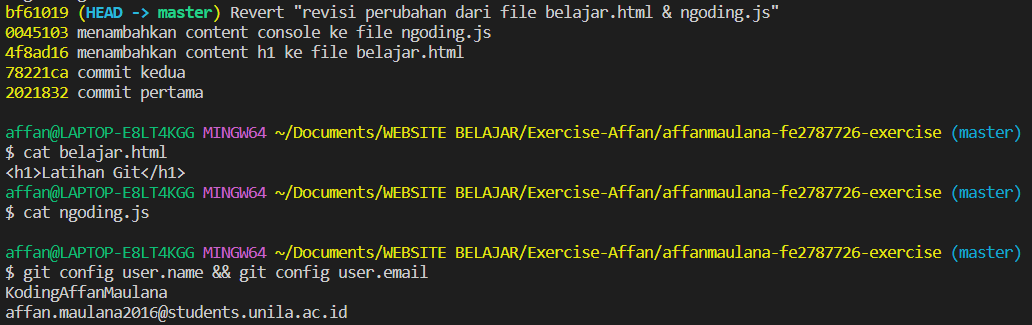 bf61019 (HEAD -> master) Revert "revisi perubahan dari file belajar.html & ngoding.js"
0045103 menambahkan content console ke file ngoding.js
4f8ad16 menambahkan content h1 ke file belajar.html
78221ca commit kedua
2021832 commit pertama
affan@LAPTOP-E8LT4KGG MINGW64 ~/Documents/WEBSITE BELAJAR/Exercise-Affan/affanmaulana-fe2787726-exercise (master)
$ cat belajar.html
<h1>Latihan Git</h1>
affan@LAPTOP-E8LT4KGG MINGW64 ~/Documents/WEBSITE BELAJAR/Exercise-Affan/affanmaulana-fe2787726-exercise (master)
$ cat ngoding.js
affan@LAPTOP-E8LT4KGG MINGW64 ~/Documents/WEBSITE BELAJAR/Exercise-Affan/affanmaulana-fe2787726-exercise (master)
$ git config user.name && git config user.email
KodingAffanMaulana
affan.maulana2016@students.unila.ac.id